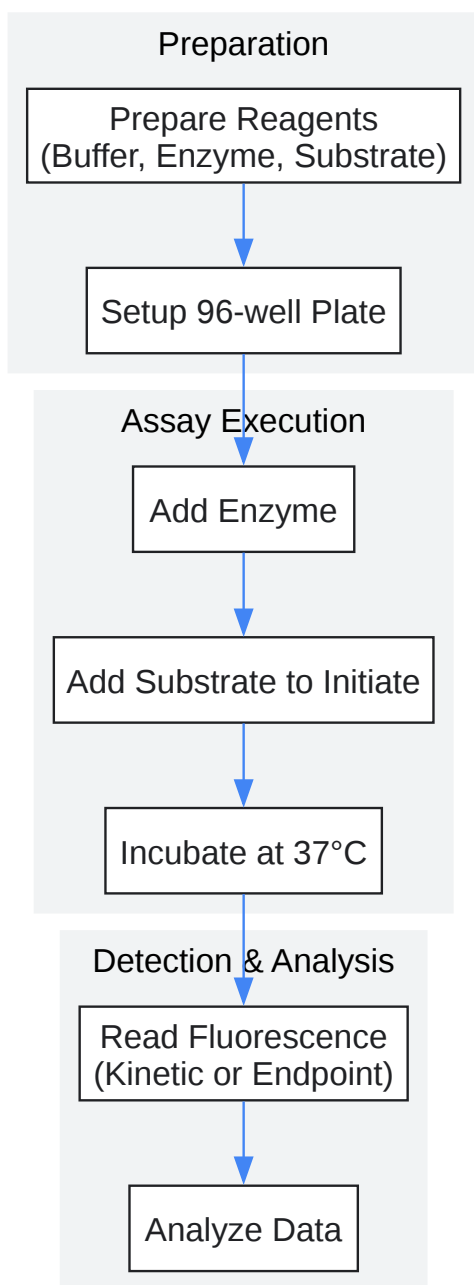 Preparation
Prepare Reagents
(Buffer, Enzyme, Substrate)
Setup 96-well Plate
Assay Execution
Add Enzyme
Add Substrate to Initiate
Incubate at 37°C
Detection & Analysis
Read Fluorescence
(Kinetic or Endpoint)
Analyze Data